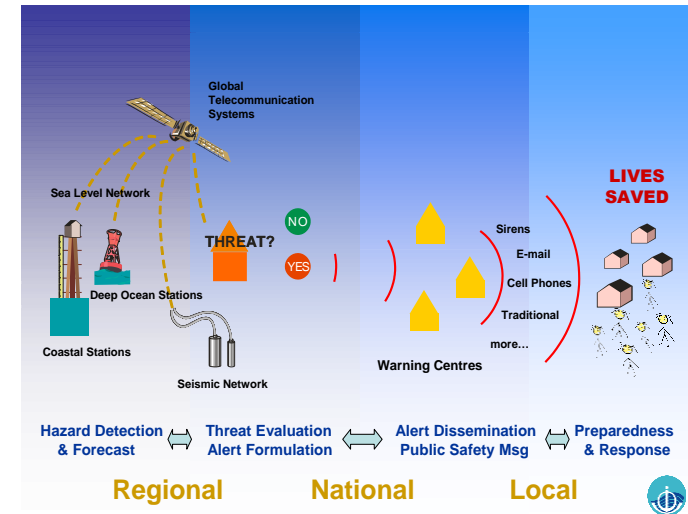 Global
Telecommunication
Systems
Sea Level Network
LIVES
SAVED
NO
THREAT?
YES
Sirens
E-mail
Cell Phones
Traditional
more…
Deep Ocean Stations
Coastal Stations
Seismic Network
Warning Centres
Hazard Detection
& Forecast
Threat Evaluation
Alert Formulation
Alert Dissemination
Public Safety Msg
Preparedness
& Response
Regional
National
Local